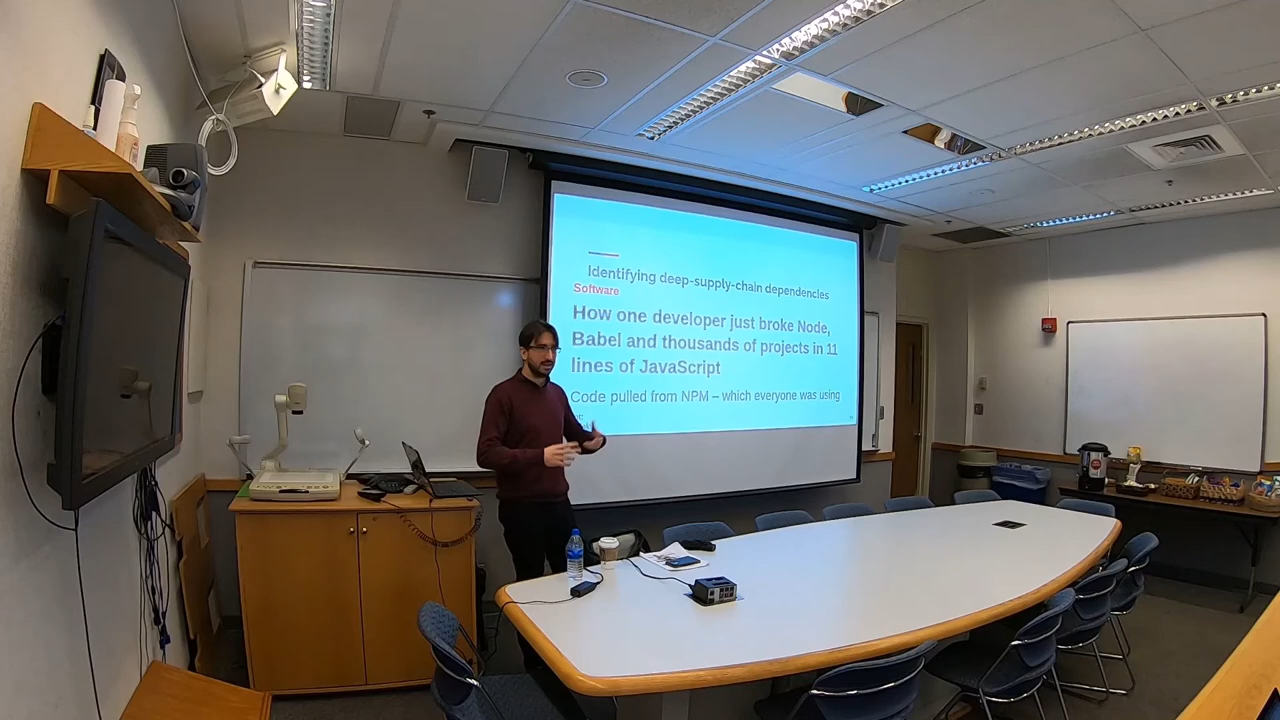 Identifying deep-supply-chain dependencies
Software
How one developer just broke Node,
Babel and thousands of projects in 11
lines of JavaScript
Code pulled from NPM – which everyone was using